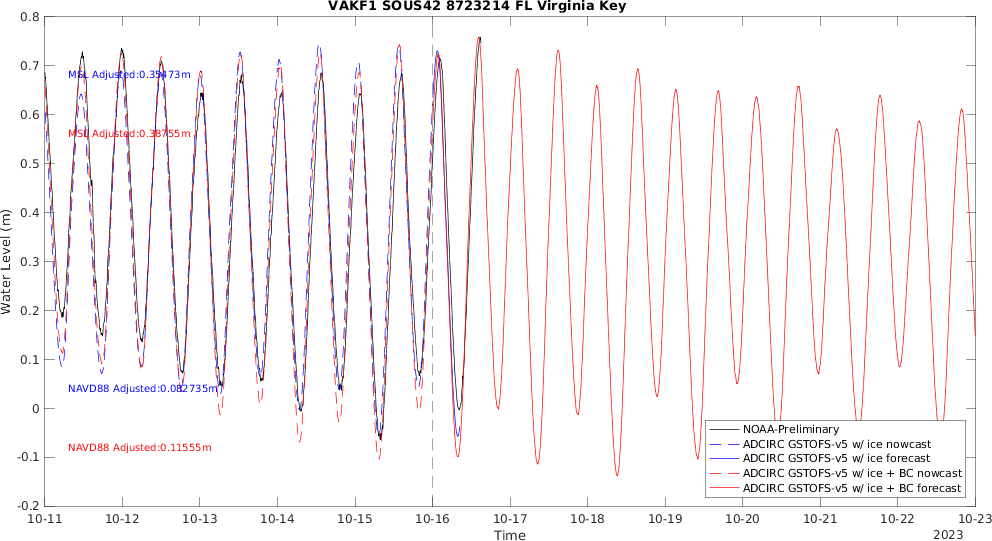 VAKF1 SOUS42 8723214 FL Virginia Key
0.8
0.7
0.6
0.5
0.4
0.3
0.2
0.1
0
-0.1
-0.2
Water Level (m)
MSL Adjusted:0.35473m
MSL Adjusted:0.38755m
NAVD88 Adjusted:0.082735m
NAVD88 Adjusted:0.11555m
NOAA-Preliminary
ADCIRC GSTOFS-v5 w/ ice nowcast
ADCIRC GSTOFS-v5 w/ ice forecast
ADCIRC GSTOFS-v5 w/ ice + BC nowcast
ADCIRC GSTOFS-v5 w/ ice + BC forecast
10-11 10-12 10-13 10-14 10-15 10-16 10-17 10-18 10-19 10-20 10-21 10-22 10-23
Time
2023